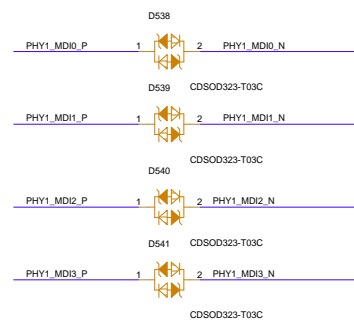 D538
PHY1_MDI0_P 1 2 PHY1_MDI0_N
D539 CDSOD323-T03C
PHY1_MDI1_P 1 2 PHY1_MDI1_N
CDSOD323-T03C
D540
PHY1_MDI2_P 1 2 PHY1_MDI2_N
D541 CDSOD323-T03C
PHY1_MDI3_P 1 2 PHY1_MDI3_N
CDSOD323-T03C